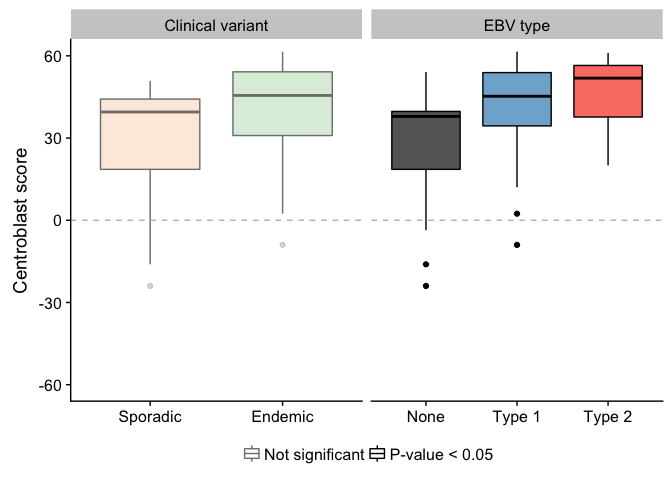 Clinical variant
EBV type
Centroblast score
60
30
0
-30
-60
Sporadic
Endemic
None
Type 1
Type 2
Not significant
P-value < 0.05